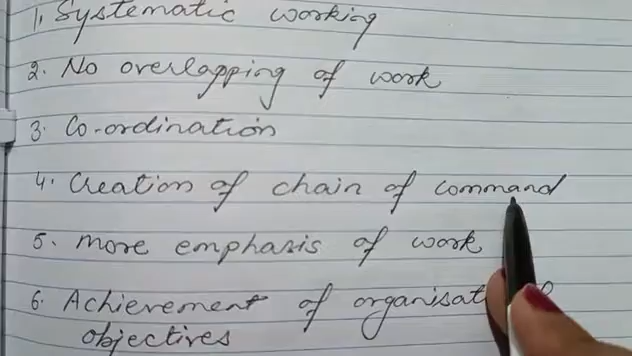 1. Systematic working
2. No overlapping of work
3. Co-ordination
4. Creation of chain of command
5. More emphasis of work
6. Achievement of
objectives